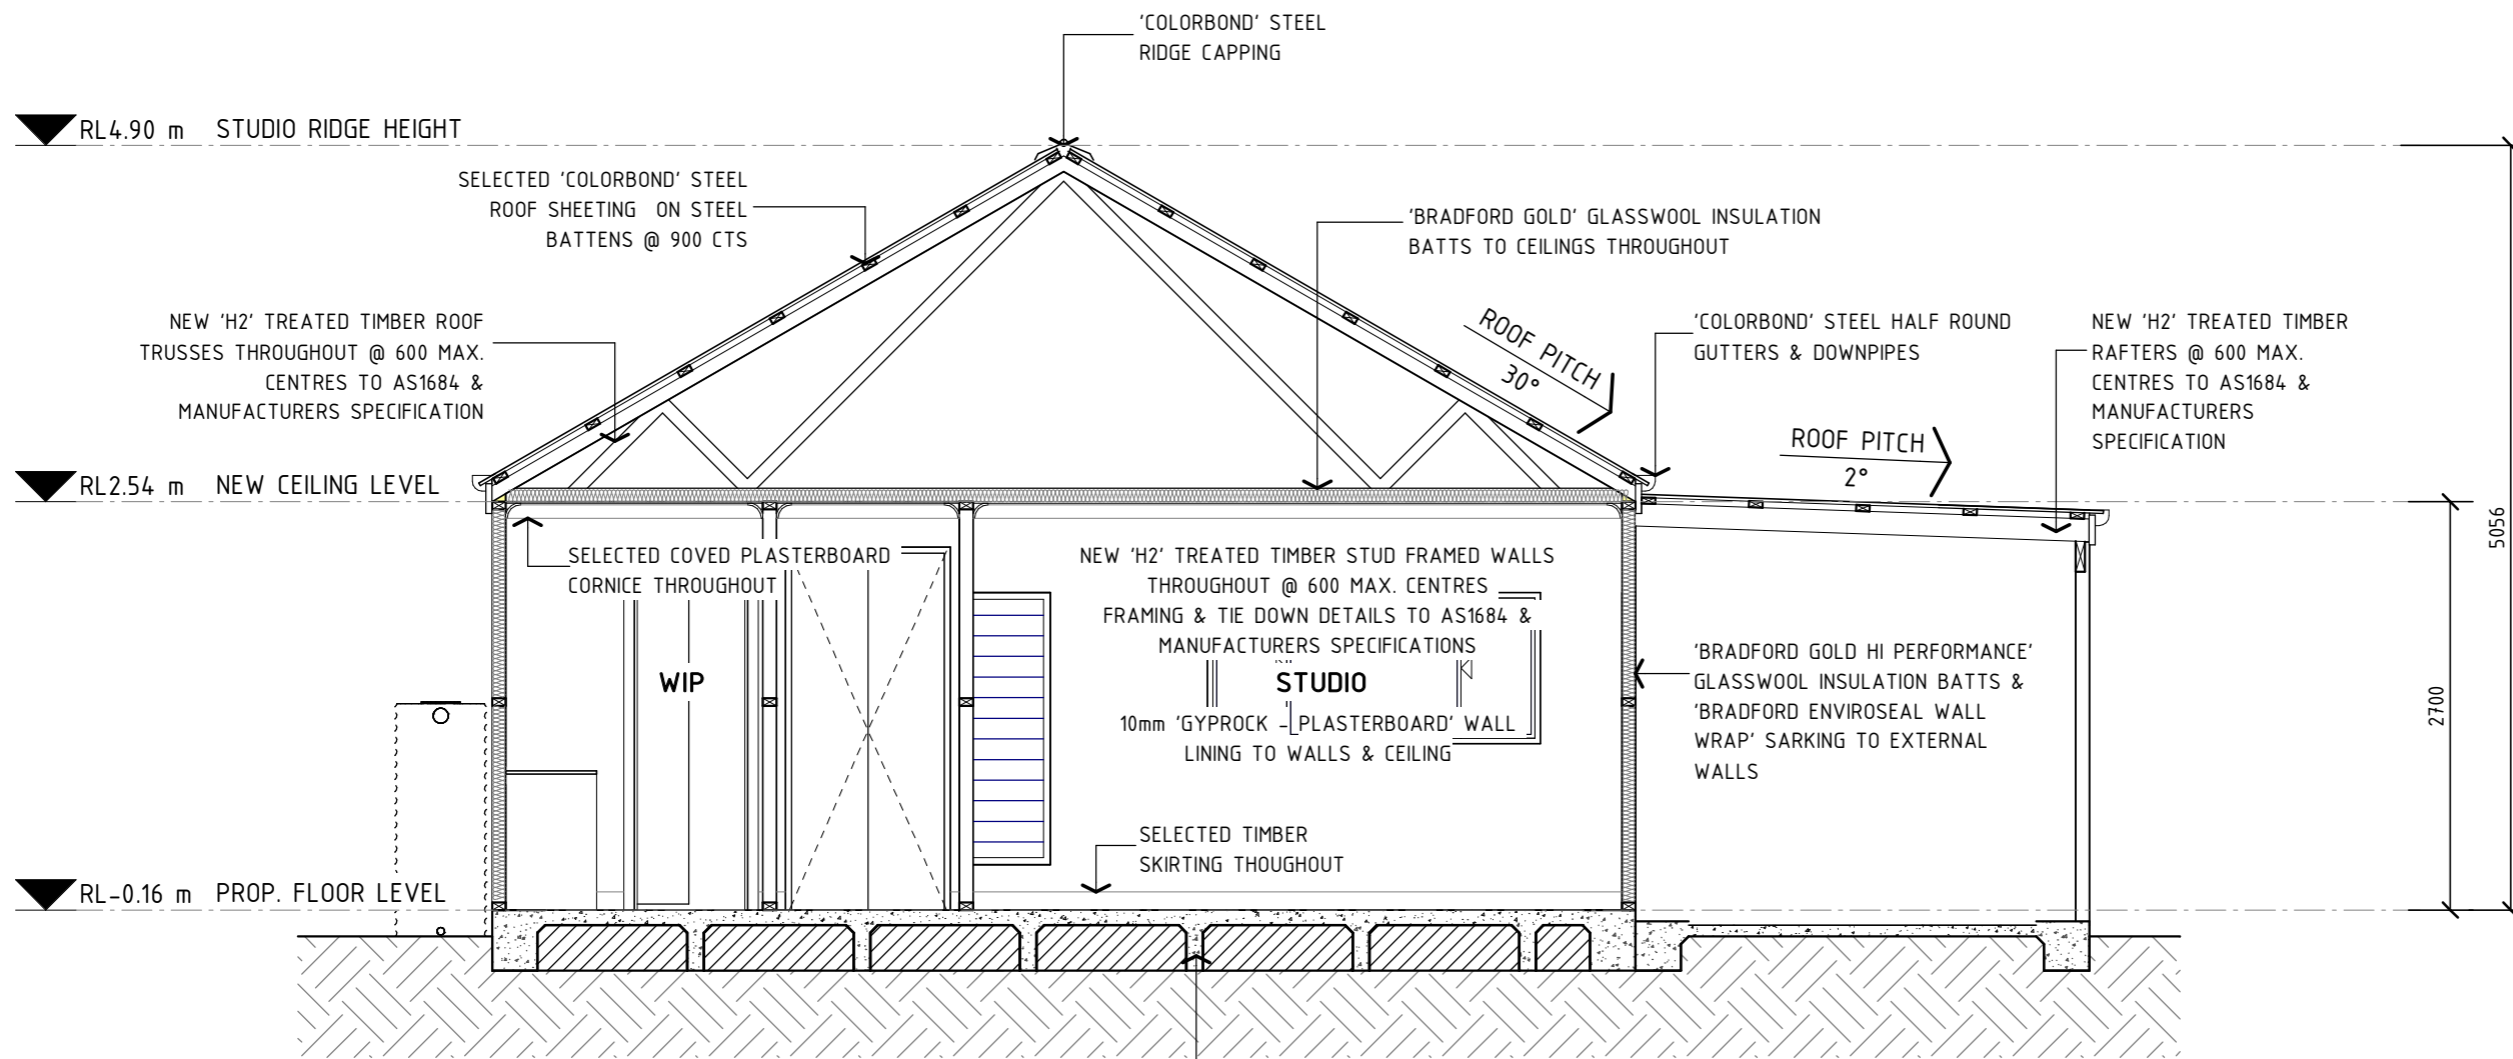 'COLORBOND' STEEL
RIDGE CAPPING
RL4.90 m STUDIO RIDGE HEIGHT
SELECTED 'COLORBOND' STEEL
ROOF SHEETING ON STEEL
BATTENS @ 900 CTS
'BRADFORD GOLD' GLASSWOOL INSULATION
BATTS TO CEILINGS THROUGHOUT
NEW 'H2' TREATED TIMBER ROOF
TRUSSES THROUGHOUT @ 600 MAX.
CENTRES TO AS1684 &
MANUFACTURERS SPECIFICATION
ROOF PITCH
30°
'COLORBOND' STEEL HALF ROUND
GUTTERS & DOWNPIPES
NEW 'H2' TREATED TIMBER
RAFTERS @ 600 MAX.
CENTRES TO AS1684 &
MANUFACTURERS
SPECIFICATION
ROOF PITCH
2°
RL2.54 m NEW CEILING LEVEL
5056
SELECTED COVED PLASTERBOARD
CORNICE THROUGHOUT
NEW 'H2' TREATED TIMBER STUD FRAMED WALLS
THROUGHOUT @ 600 MAX. CENTRES
FRAMING & TIE DOWN DETAILS TO AS1684 &
MANUFACTURERS SPECIFICATIONS
WIP
STUDIO
10mm 'GYPROCK - PLASTERBOARD' WALL
LINING TO WALLS & CEILING
'BRADFORD GOLD HI PERFORMANCE'
GLASSWOOL INSULATION BATTS &
'BRADFORD ENVIROSEAL WALL
WRAP' SARKING TO EXTERNAL
WALLS
2700
SELECTED TIMBER
SKIRTING THOUGHOUT
RL-0.16 m PROP. FLOOR LEVEL